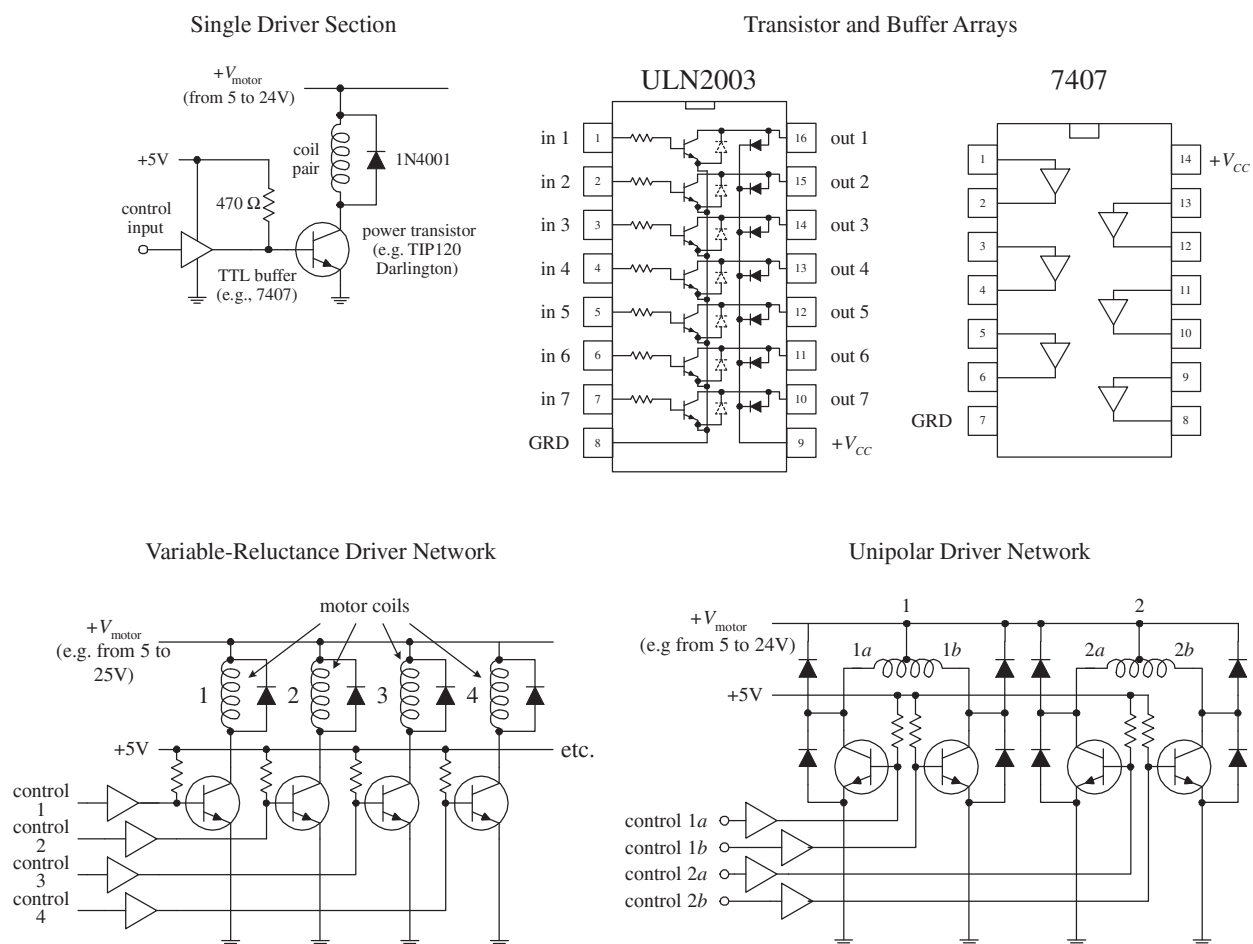 Single Driver Section
+V_motor
(from 5 to 24V)
coil
pair
1N4001
+5V
470 Ω
control
input
TTL buffer
(e.g., 7407)
power transistor
(e.g. TIP120
Darlington)
Transistor and Buffer Arrays
ULN2003
in 1 1 16 out 1
in 2 2 15 out 2
in 3 3 14 out 3
in 4 4 13 out 4
in 5 5 12 out 5
in 6 6 11 out 6
in 7 7 10 out 7
GRD 8 9 +V_CC
7407
1 14 +V_CC
2 13
3 12
4 11
5 10
6 9
GRD 7 8
Variable-Reluctance Driver Network
motor coils
+V_motor
(e.g. from 5 to
25V)
1 2 3 4
+5V etc.
control
1
control
2
control
3
control
4
Unipolar Driver Network
+V_motor
(e.g from 5 to 24V)
1 2
1a 1b 2a 2b
+5V
control 1a
control 1b
control 2a
control 2b